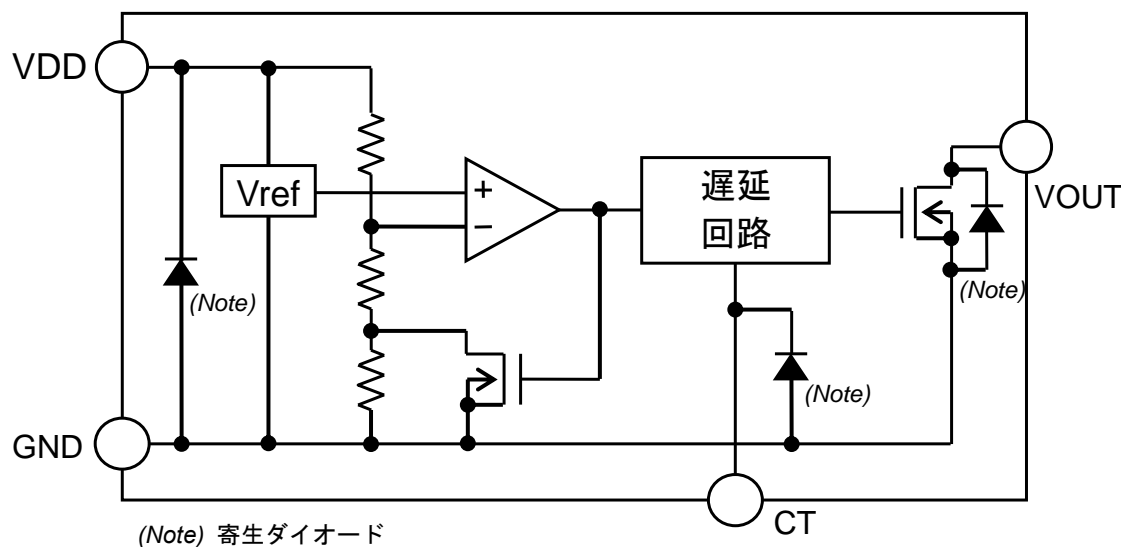 VDD
Vref
+
−
遅延
回路
VOUT
(Note)
(Note)
(Note)
GND
CT
(Note) 寄生ダイオード